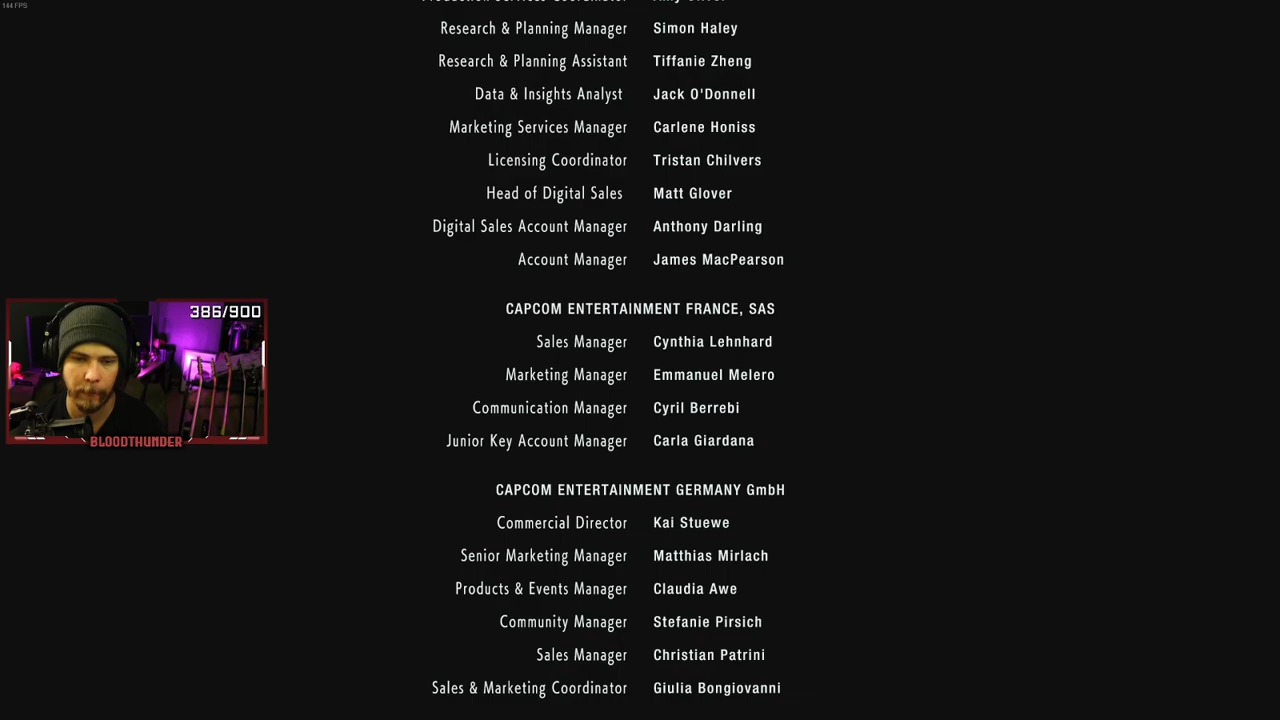 144 FPS
Research & Planning Manager Simon Haley
Research & Planning Assistant Tiffanie Zheng
Data & Insights Analyst Jack O'Donnell
Marketing Services Manager Carlene Honiss
Licensing Coordinator Tristan Chilvers
Head of Digital Sales Matt Glover
Digital Sales Account Manager Anthony Darling
Account Manager James MacPearson
CAPCOM ENTERTAINMENT FRANCE, SAS
386/900
Sales Manager Cynthia Lehnhard
Marketing Manager Emmanuel Melero
Communication Manager Cyril Berrebi
Junior Key Account Manager Carla Giardana
BLOODTHUNDER
CAPCOM ENTERTAINMENT GERMANY GmbH
Commercial Director Kai Stuewe
Senior Marketing Manager Matthias Mirlach
Products & Events Manager Claudia Awe
Community Manager Stefanie Pirsich
Sales Manager Christian Patrini
Sales & Marketing Coordinator Giulia Bongiovanni